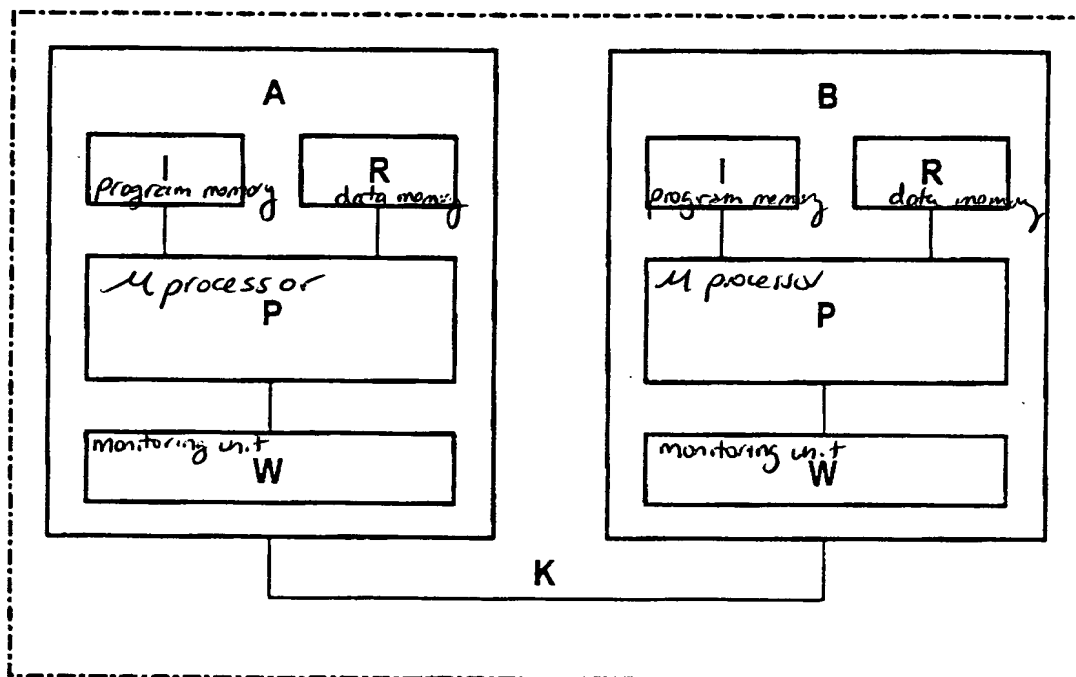 A
I
program memory
R
data memory
μ processor
P
monitoring unit
W
B
I
program memory
R
data memory
μ processor
P
monitoring unit
W
K